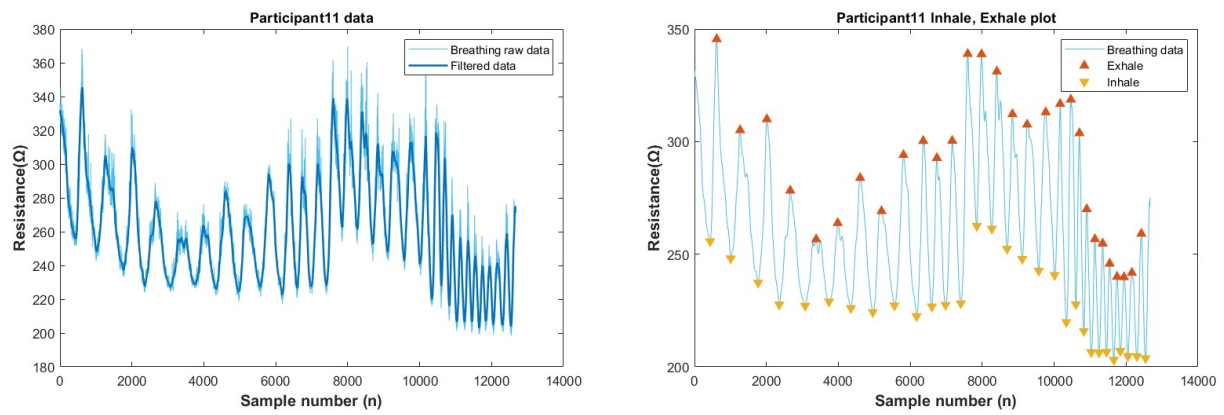 Participant11 data
380
360
340
320
300
280
260
240
220
200
180
Resistance(Ω)
Breathing raw data
Filtered data
0
2000
4000
6000
8000
10000
12000
14000
Sample number (n)
Participant11 Inhale, Exhale plot
350
300
250
200
Resistance(Ω)
Breathing data
Exhale
Inhale
0
2000
4000
6000
8000
10000
12000
14000
Sample number (n)